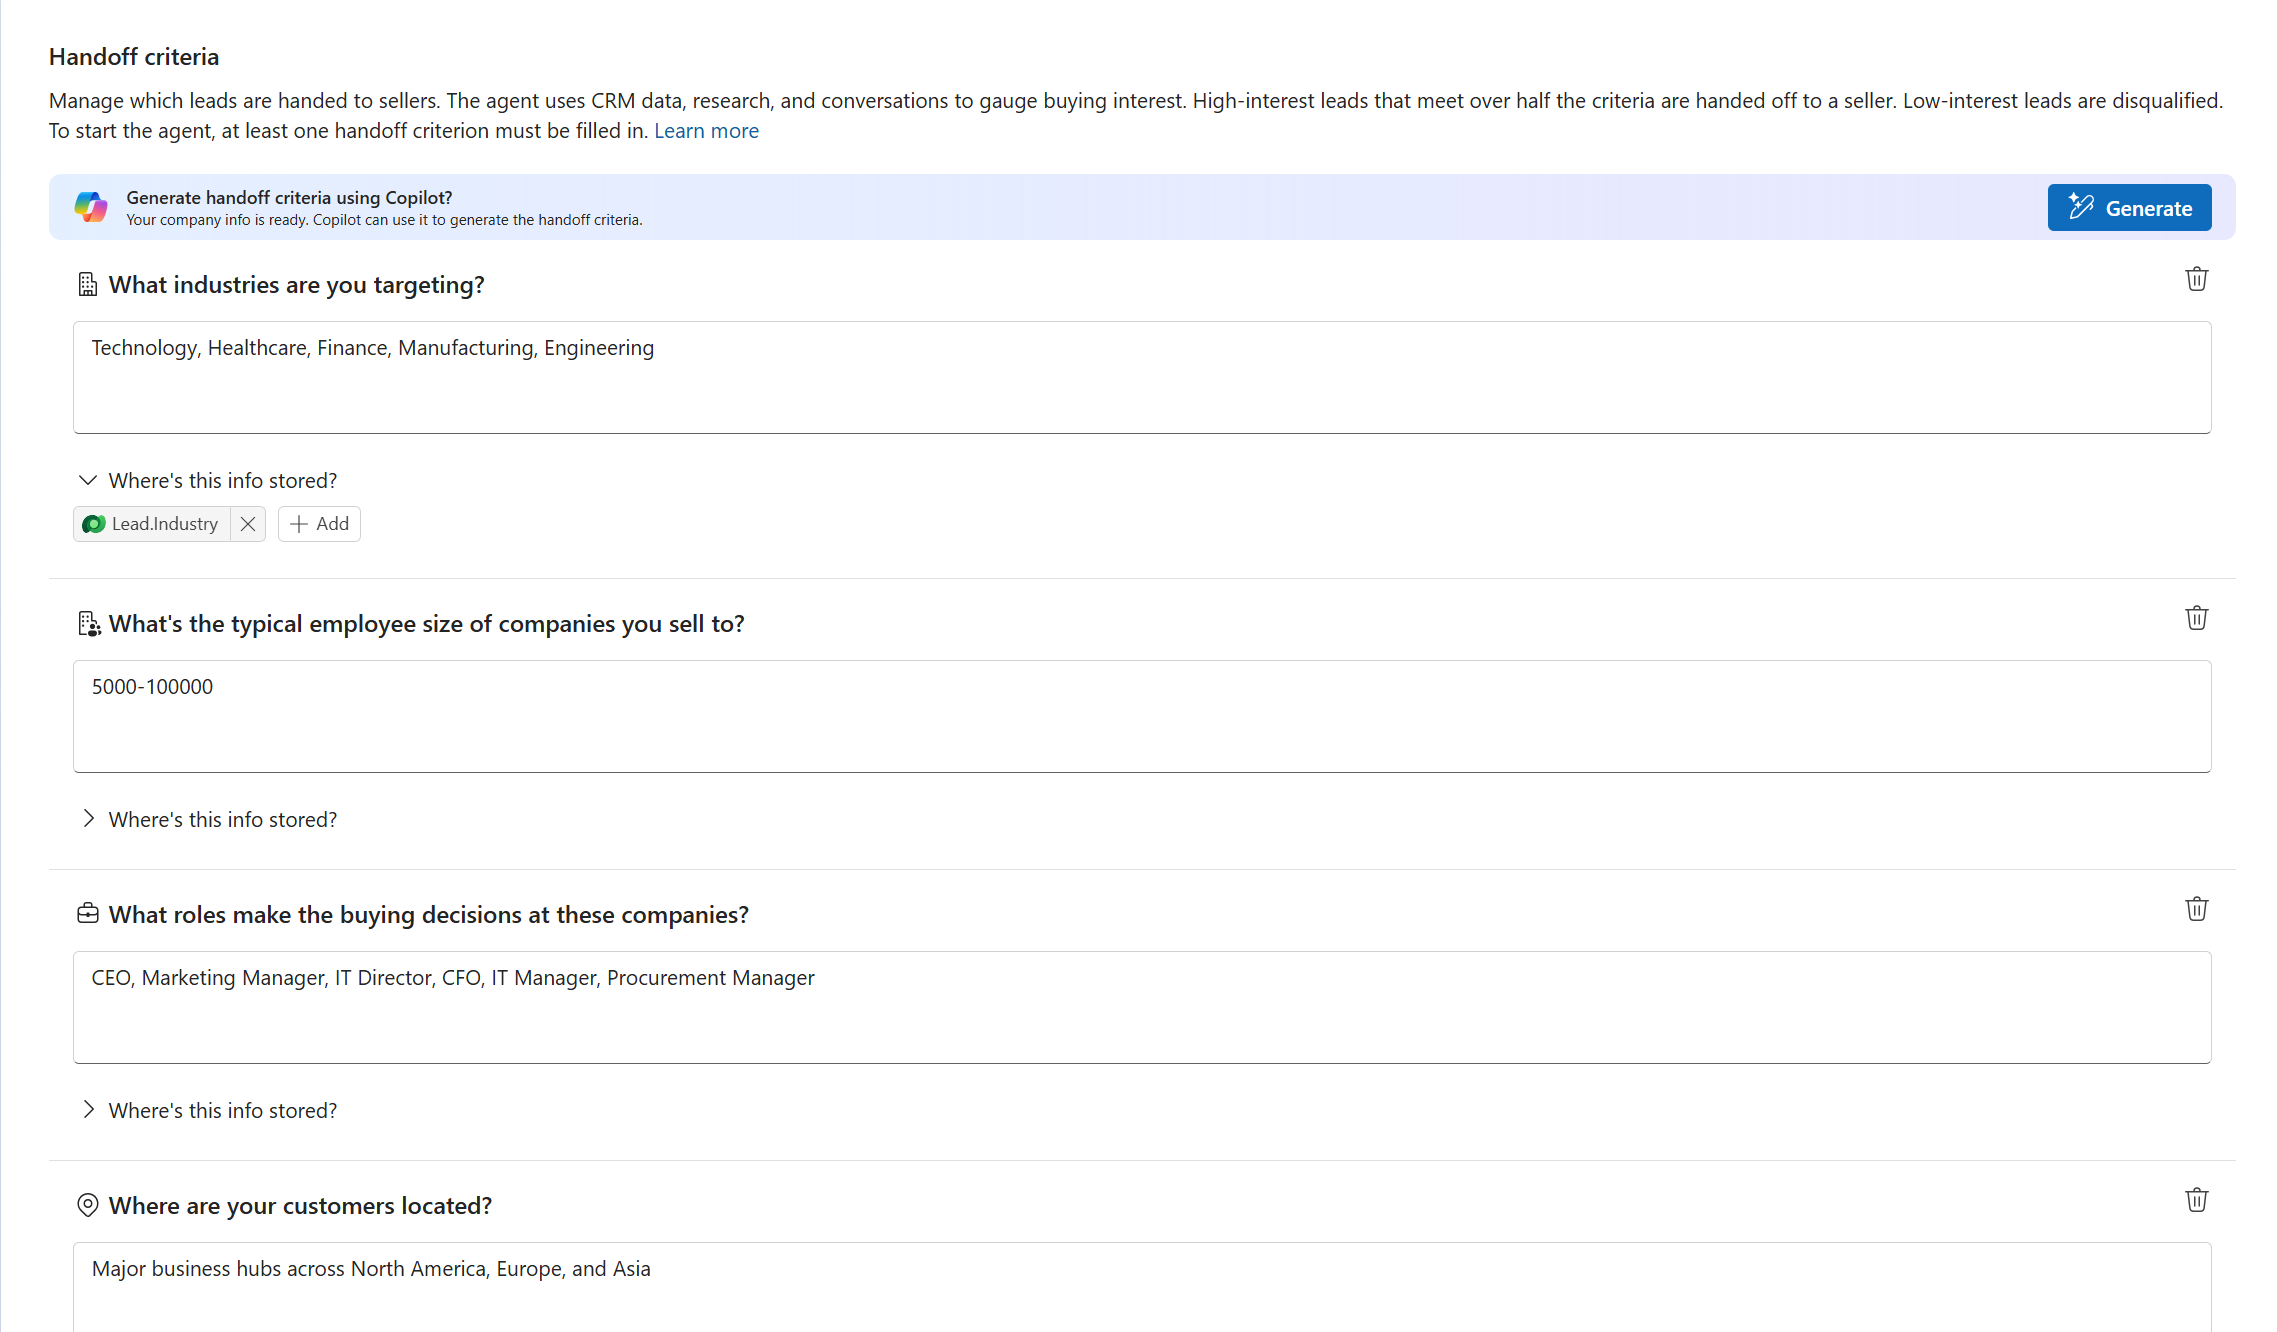 Handoff criteria
Manage which leads are handed to sellers. The agent uses CRM data, research, and conversations to gauge buying interest. High-interest leads that meet over half the criteria are handed off to a seller. Low-interest leads are disqualified.
To start the agent, at least one handoff criterion must be filled in. Learn more
Generate handoff criteria using Copilot?
Your company info is ready. Copilot can use it to generate the handoff criteria.
Generate
What industries are you targeting?
Technology, Healthcare, Finance, Manufacturing, Engineering
Where's this info stored?
Lead.Industry
Add
What's the typical employee size of companies you sell to?
5000-100000
Where's this info stored?
What roles make the buying decisions at these companies?
CEO, Marketing Manager, IT Director, CFO, IT Manager, Procurement Manager
Where's this info stored?
Where are your customers located?
Major business hubs across North America, Europe, and Asia